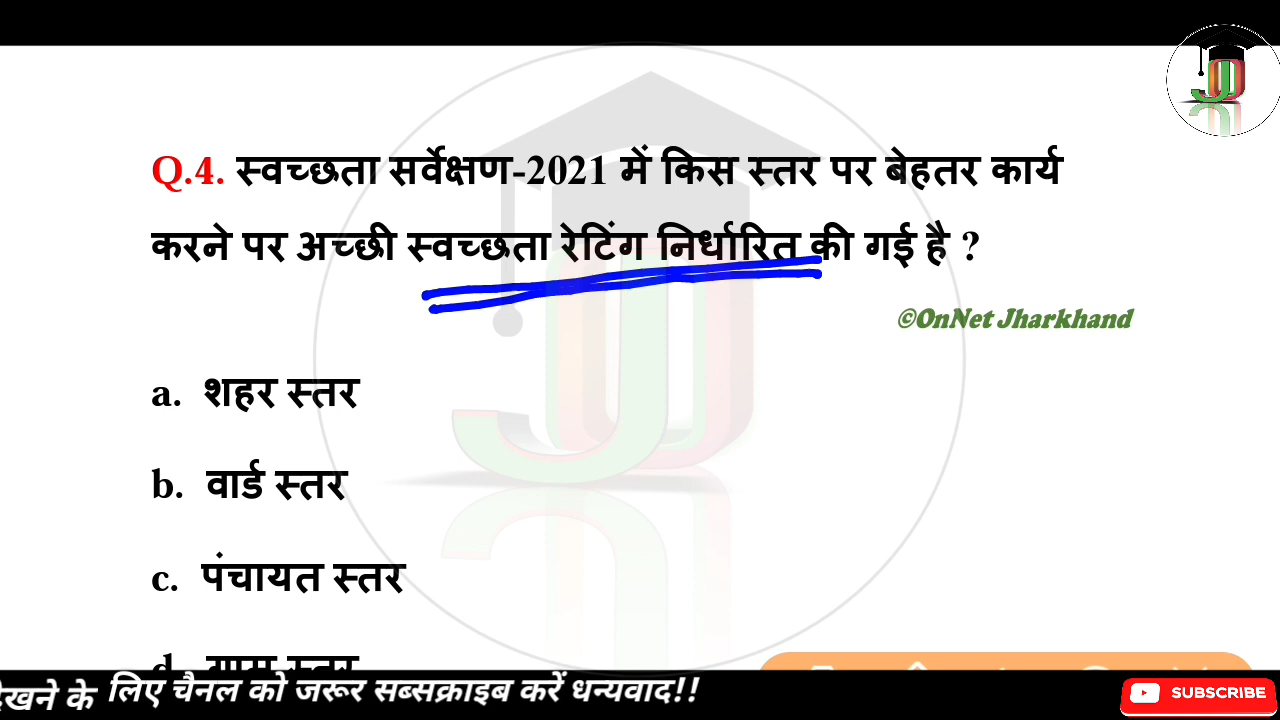 Q.4. स्वच्छता सर्वेक्षण-2021 में किस स्तर पर बेहतर कार्य
करने पर अच्छी स्वच्छता रेटिंग निर्धारित की गई है ?
©OnNet Jharkhand
a. शहर स्तर
b. वार्ड स्तर
c. पंचायत स्तर
d. ग्राम स्तर
के लिए चैनल को जरूर सब्सक्राइब करें धन्यवाद!!
SUBSCRIBE